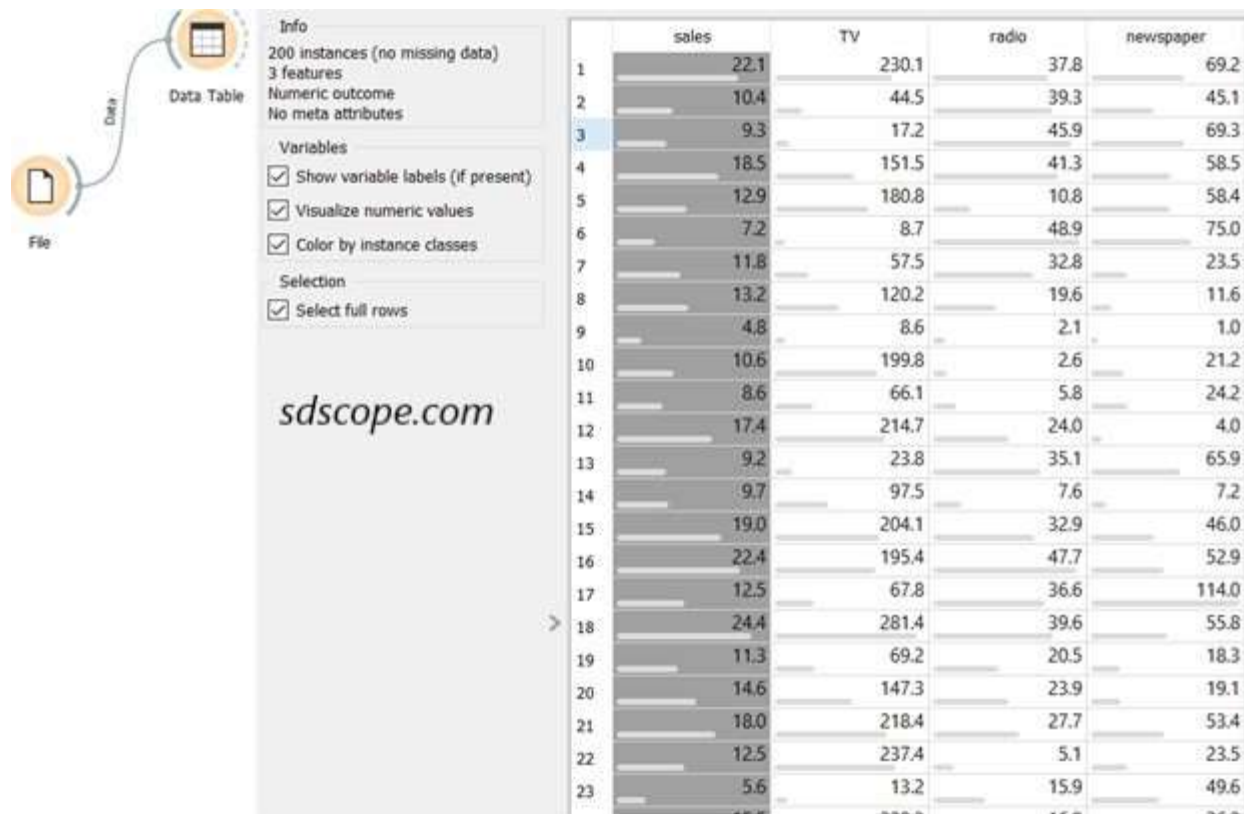 Data Table
Data
File
Info
200 instances (no missing data)
3 features
Numeric outcome
No meta attributes
Variables
Show variable labels (if present)
Visualize numeric values
Color by instance classes
Selection
Select full rows
sdscope.com
sales TV radio newspaper
1 22.1 230.1 37.8 69.2
2 10.4 44.5 39.3 45.1
3 9.3 17.2 45.9 69.3
4 18.5 151.5 41.3 58.5
5 12.9 180.8 10.8 58.4
6 7.2 8.7 48.9 75.0
7 11.8 57.5 32.8 23.5
8 13.2 120.2 19.6 11.6
9 4.8 8.6 2.1 1.0
10 10.6 199.8 2.6 21.2
11 8.6 66.1 5.8 24.2
12 17.4 214.7 24.0 4.0
13 9.2 23.8 35.1 65.9
14 9.7 97.5 7.6 7.2
15 19.0 204.1 32.9 46.0
16 22.4 195.4 47.7 52.9
17 12.5 67.8 36.6 114.0
18 24.4 281.4 39.6 55.8
19 11.3 69.2 20.5 18.3
20 14.6 147.3 23.9 19.1
21 18.0 218.4 27.7 53.4
22 12.5 237.4 5.1 23.5
23 5.6 13.2 15.9 49.6